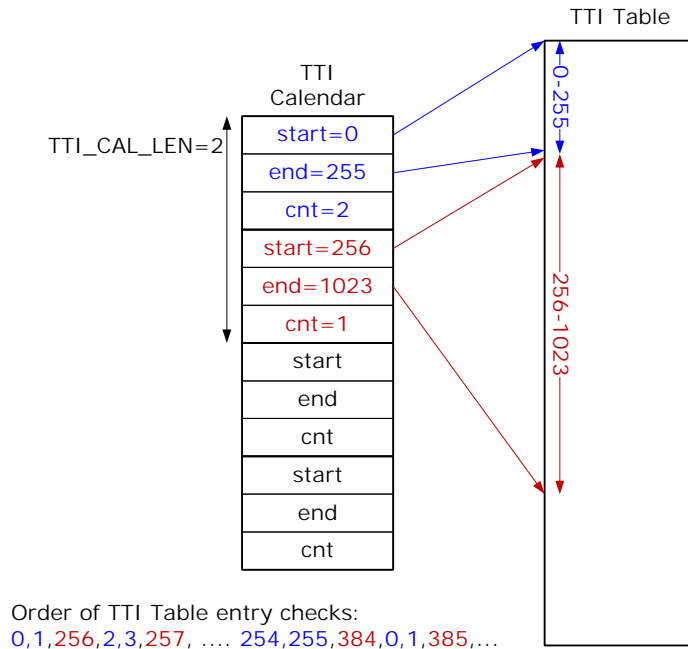 TTI Table
TTI
Calendar
TTI_CAL_LEN=2
start=0
end=255
cnt=2
start=256
end=1023
cnt=1
start
end
cnt
start
end
cnt
0-255
256-1023
Order of TTI Table entry checks:
0,1,256,2,3,257, .... 254,255,384,0,1,385,...